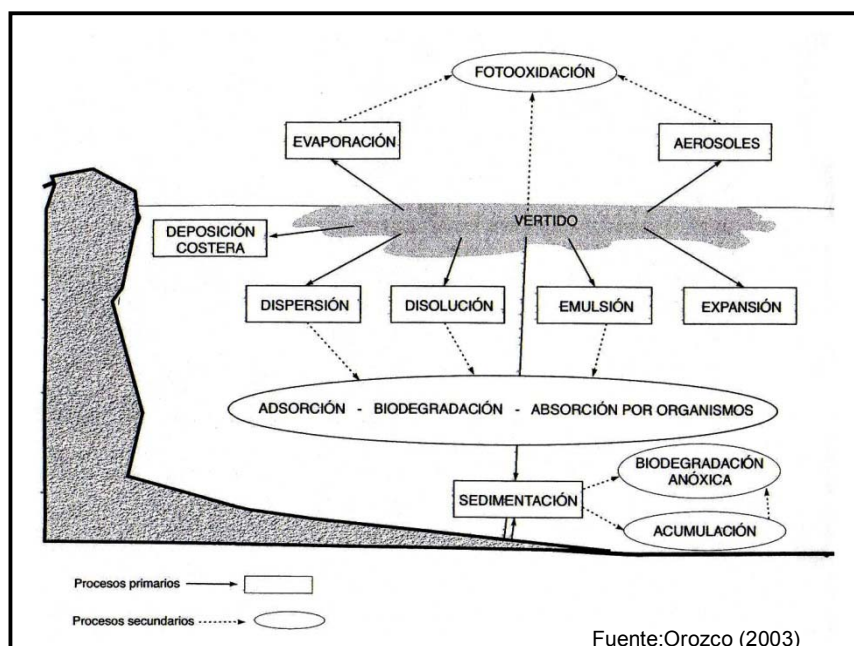 FOTOOXIDACIÓN
EVAPORACIÓN
AEROSOLES
VERTIDO
DEPOSICIÓN
COSTERA
DISPERSIÓN
DISOLUCIÓN
EMULSIÓN
EXPANSIÓN
ADSORCIÓN - BIODEGRADACIÓN - ABSORCIÓN POR ORGANISMOS
BIODEGRADACIÓN
ANÓXICA
SEDIMENTACIÓN
ACUMULACIÓN
Procesos primarios
Procesos secundarios
Fuente:Orozco (2003)